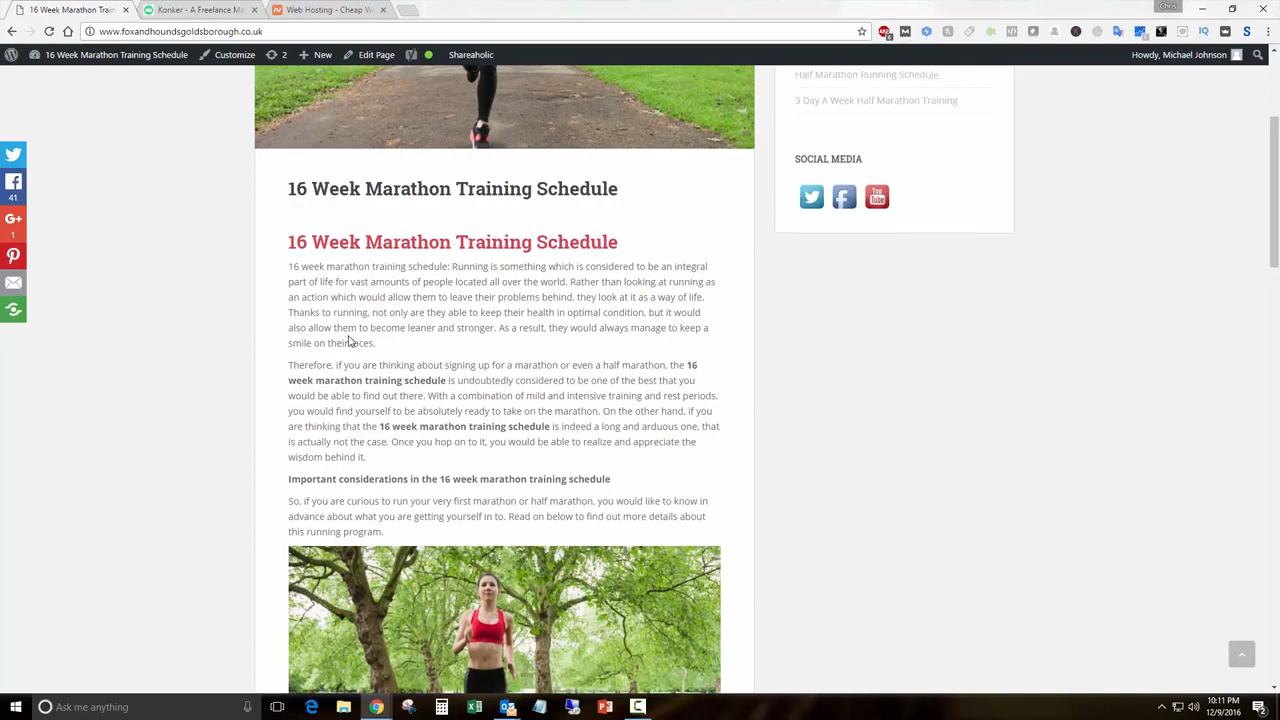 16 Week Marathon Train
Konker - A Freelance M
Web Hosting - Cheap W
Chris
www.foxandhoundsgoldsborough.co.uk
16 Week Marathon Training Schedule
Customize
2
New
Edit Page
Shareaholic
Howdy, Michael Johnson
Half Marathon Running Schedule
3 Day A Week Half Marathon Training
SOCIAL MEDIA
You
Tube
41
G+
1
16 Week Marathon Training Schedule
16 Week Marathon Training Schedule
16 week marathon training schedule: Running is something which is considered to be an integral
part of life for vast amounts of people located all over the world. Rather than looking at running as
an action which would allow them to leave their problems behind, they look at it as a way of life.
Thanks to running, not only are they able to keep their health in optimal condition, but it would
also allow them to become leaner and stronger. As a result, they would always manage to keep a
smile on their faces.
Therefore, if you are thinking about signing up for a marathon or even a half marathon, the 16
week marathon training schedule is undoubtedly considered to be one of the best that you
would be able to find out there. With a combination of mild and intensive training and rest periods,
you would find yourself to be absolutely ready to take on the marathon. On the other hand, if you
are thinking that the 16 week marathon training schedule is indeed a long and arduous one, that
is actually not the case. Once you hop on to it, you would be able to realize and appreciate the
wisdom behind it.
Important considerations in the 16 week marathon training schedule
So, if you are curious to run your very first marathon or half marathon, you would like to know in
advance about what you are getting yourself in to. Read on below to find out more details about
this running program.
Ask me anything
10:11 PM
12/9/2016